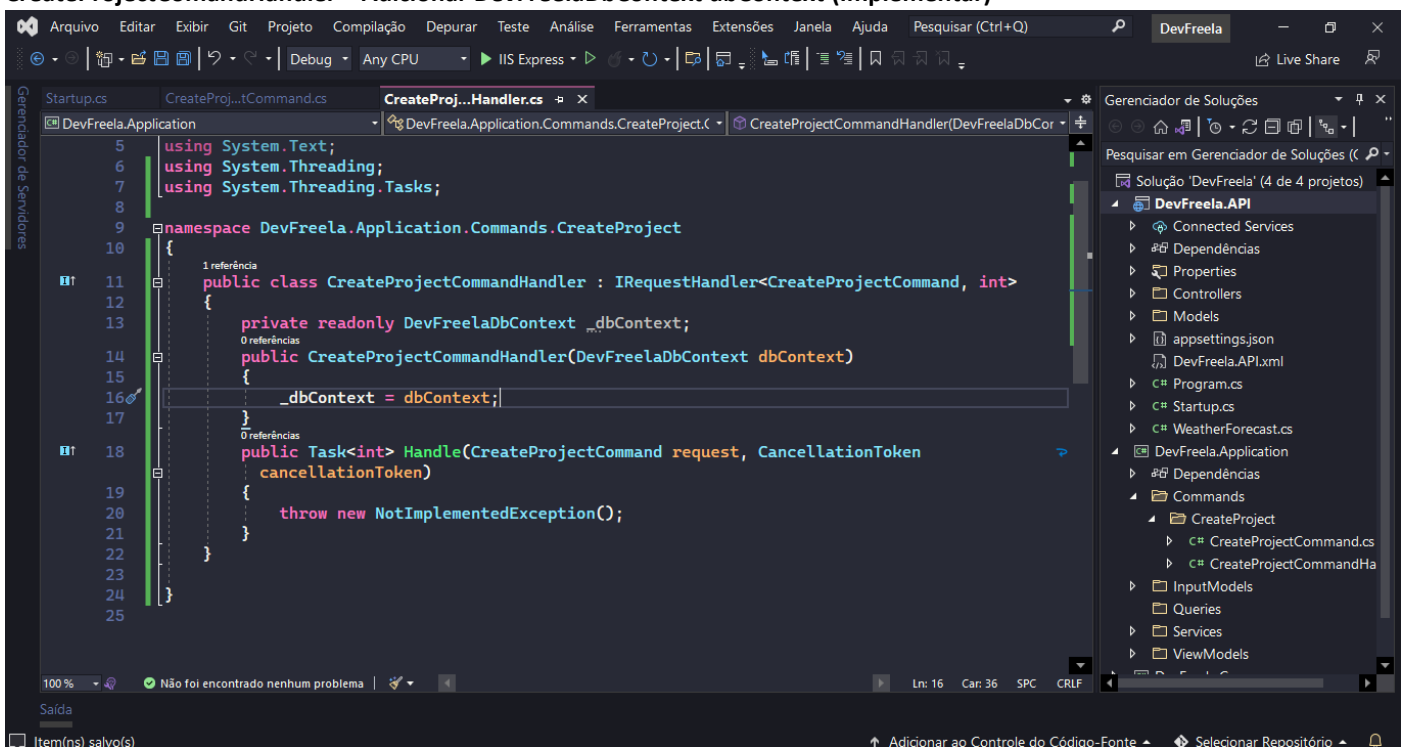 CreateProjectComandHandler – Adicionar DevFreelaDbContext dbContext (implementar)
Arquivo Editar Exibir Git Projeto Compilação Depurar Teste Análise Ferramentas Extensões Janela Ajuda Pesquisar (Ctrl+Q) DevFreela
Debug Any CPU IIS Express Live Share
Gerenciador de Servidores
Startup.cs CreateProj...tCommand.cs CreateProj...Handler.cs
DevFreela.Application DevFreela.Application.Commands.CreateProject.C CreateProjectCommandHandler(DevFreelaDbCor
5 using System.Text;
6 using System.Threading;
7 using System.Threading.Tasks;
8
9 namespace DevFreela.Application.Commands.CreateProject
10 {
1 referência
11 public class CreateProjectCommandHandler : IRequestHandler<CreateProjectCommand, int>
12 {
13 private readonly DevFreelaDbContext _dbContext;
0 referências
14 public CreateProjectCommandHandler(DevFreelaDbContext dbContext)
15 {
16 _dbContext = dbContext;
17 }
0 referências
18 public Task<int> Handle(CreateProjectCommand request, CancellationToken
cancellationToken)
19 {
20 throw new NotImplementedException();
21 }
22 }
23
24 }
25
100 % Não foi encontrado nenhum problema Ln: 16 Car: 36 SPC CRLF
Saída
Item(ns) salvo(s) Adicionar ao Controle do Código-Fonte Selecionar Repositório
Gerenciador de Soluções
Pesquisar em Gerenciador de Soluções (C
Solução 'DevFreela' (4 de 4 projetos)
DevFreela.API
Connected Services
Dependências
Properties
Controllers
Models
appsettings.json
DevFreela.API.xml
C# Program.cs
C# Startup.cs
C# WeatherForecast.cs
C# DevFreela.Application
Dependências
Commands
CreateProject
C# CreateProjectCommand.cs
C# CreateProjectCommandHa
InputModels
Queries
Services
ViewModels